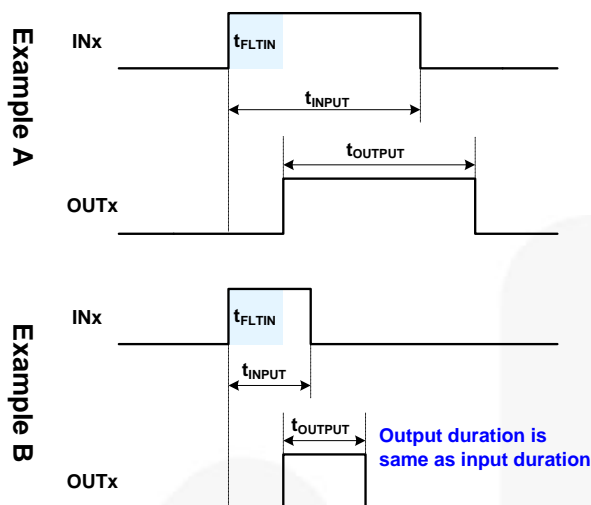 Example A
INx
tFLTIN
tINPUT
tOUTPUT
OUTx
Example B
INx
tFLTIN
tINPUT
tOUTPUT
Output duration is
same as input duration
OUTx